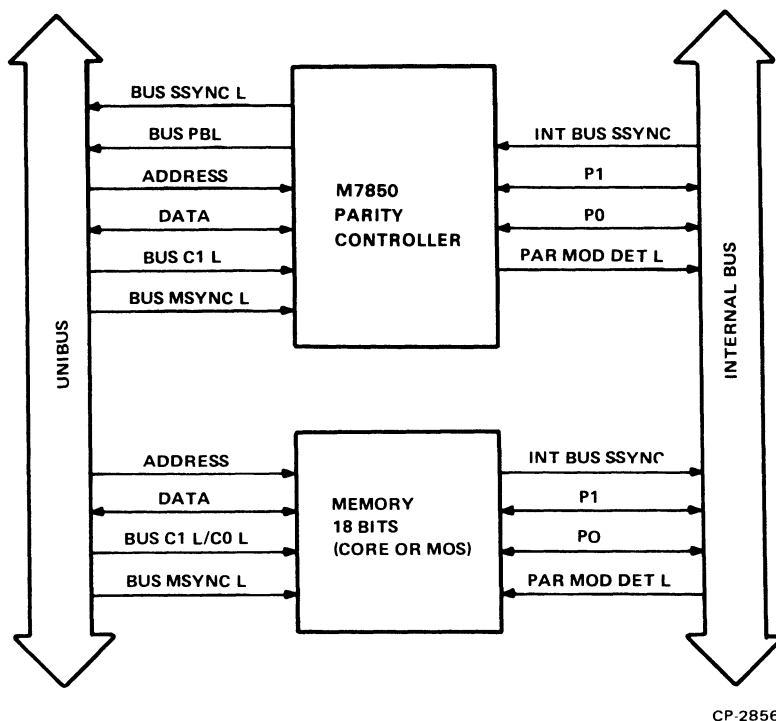 BUS SSYNC L
BUS PBL
ADDRESS
DATA
BUS C1 L
BUS MSYNC L
M7850
PARITY
CONTROLLER
INT BUS SSYNC
P1
P0
PAR MOD DET L
UNIBUS
INTERNAL BUS
ADDRESS
DATA
BUS C1 L/C0 L
BUS MSYNC L
MEMORY
18 BITS
(CORE OR MOS)
INT BUS SSYNC
P1
PO
PAR MOD DET L
CP-2856